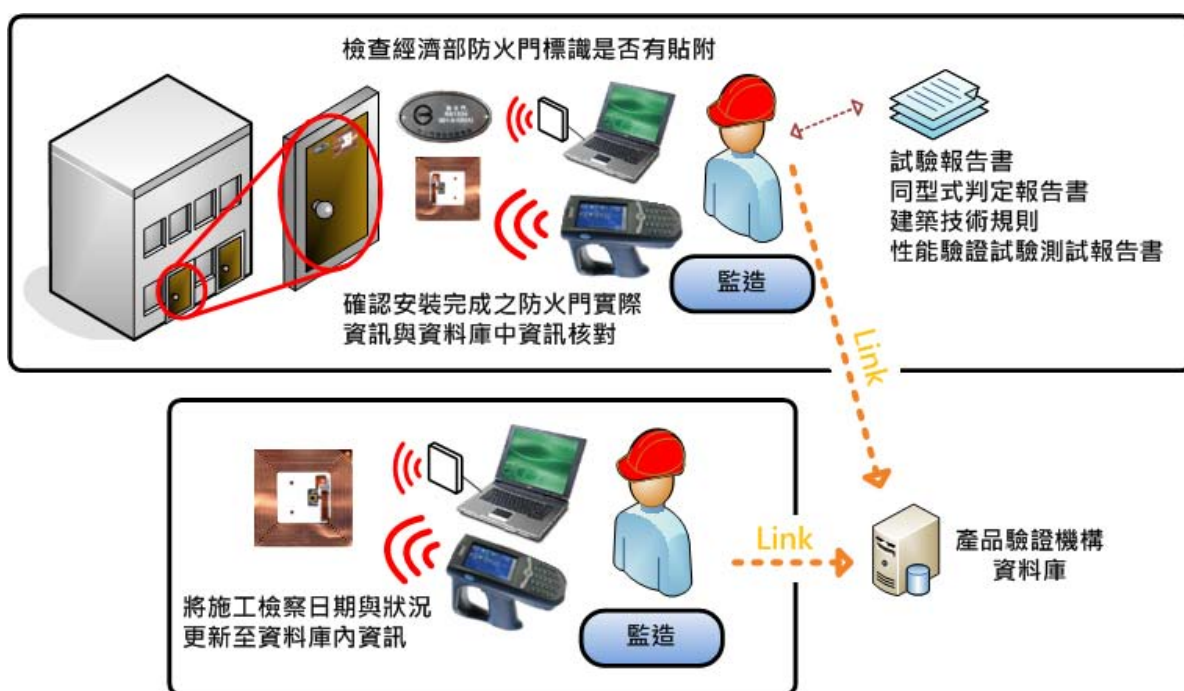 檢查經濟部防火門標識是否有貼附
試驗報告書
同型式判定報告書
建築技術規則
性能驗證試驗測試報告書
監造
確認安裝完成之防火門實際
資訊與資料庫中資訊核對
Link
將施工檢察日期與狀況
更新至資料庫內資訊
監造
Link
產品驗證機構
資料庫